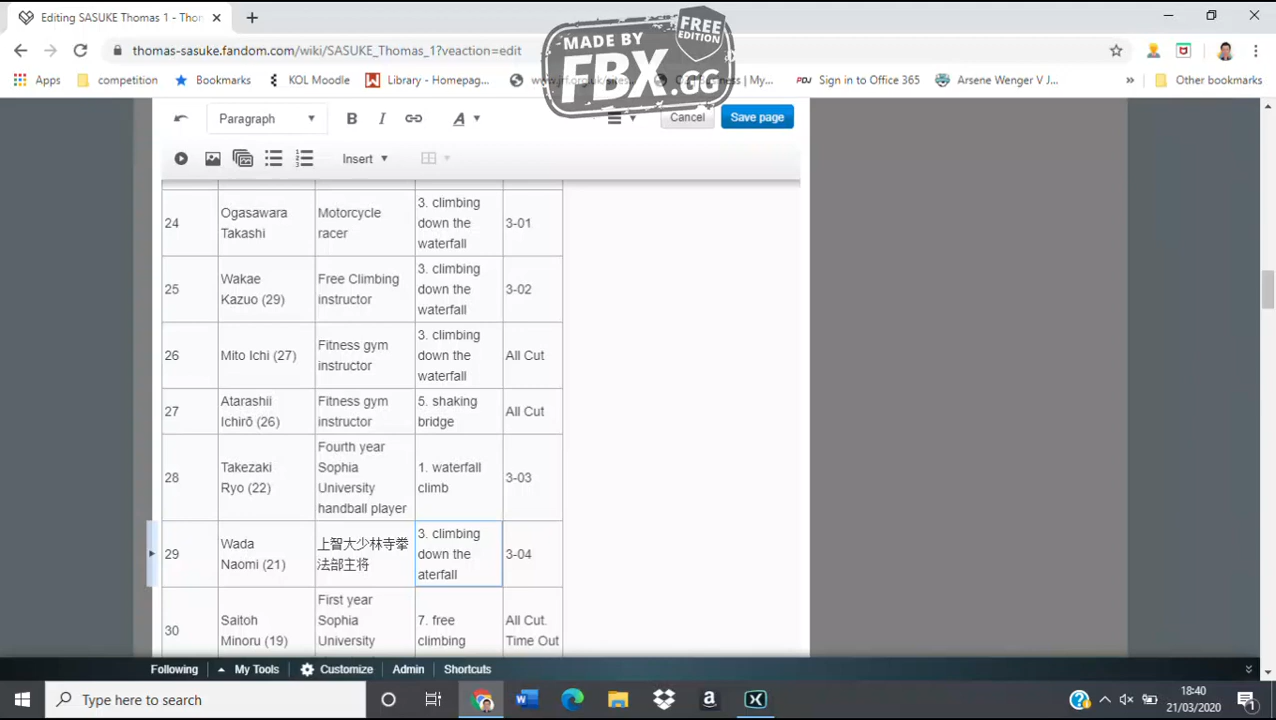 Editing SASUKE Thomas 1 - Thor
thomas-sasuke.fandom.com/wiki/SASUKE_Thomas_1?veaction=edit
MADE BY
FBX.GG
FREE
EDITION
Apps
competition
Bookmarks
KOL Moodle
Library - Homepag...
Sign in to Office 365
Arsene Wenger V J...
Other bookmarks
Paragraph
B
I
A
Cancel
Save page
Insert
24
Ogasawara
Takashi
Motorcycle
racer
3. climbing
down the
waterfall
3-01
25
Wakae
Kazuo (29)
Free Climbing
instructor
3. climbing
down the
waterfall
3-02
26
Mito Ichi (27)
Fitness gym
instructor
3. climbing
down the
waterfall
All Cut
27
Atarashii
Ichirō (26)
Fitness gym
instructor
5. shaking
bridge
All Cut
28
Takezaki
Ryo (22)
Fourth year
Sophia
University
handball player
1. waterfall
climb
3-03
29
Wada
Naomi (21)
上智大少林寺拳
法部主将
3. climbing
down the
aterfall
3-04
30
Saitoh
Minoru (19)
First year
Sophia
University
7. free
climbing
All Cut.
Time Out
Following
My Tools
Customize
Admin
Shortcuts
Type here to search
18:40
21/03/2020